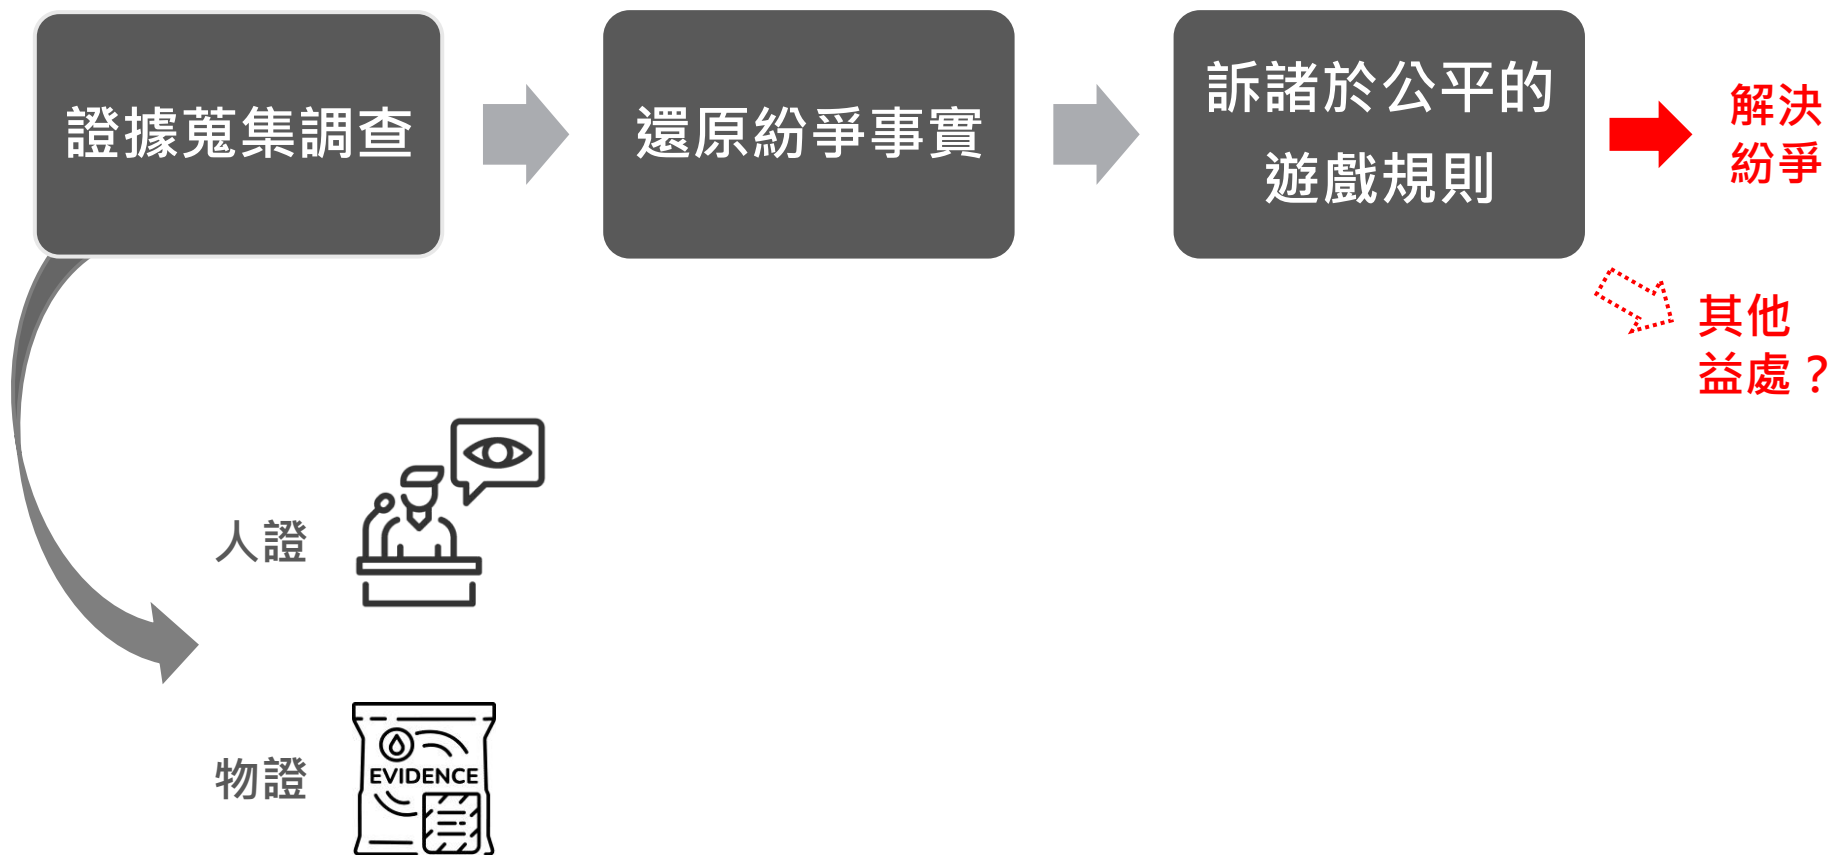 證據蒐集調查
還原紛爭事實
訴諸於公平的
遊戲規則
解決
紛爭
其他
益處？
人證
物證
EVIDENCE